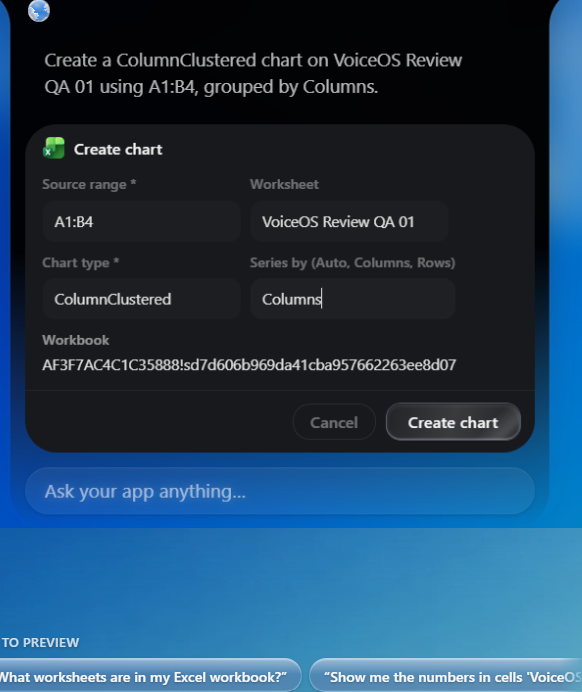 Create a ColumnClustered chart on VoiceOS Review
QA 01 using A1:B4, grouped by Columns.
Create chart
Source range *
Worksheet
A1:B4
VoiceOS Review QA 01
Chart type *
Series by (Auto, Columns, Rows)
ColumnClustered
Columns
Workbook
AF3F7AC4C1C35888!sd7d606b969da41cba957662263ee8d07
Cancel
Create chart
Ask your app anything...
TO PREVIEW
What worksheets are in my Excel workbook?”
“Show me the numbers in cells 'VoiceOS